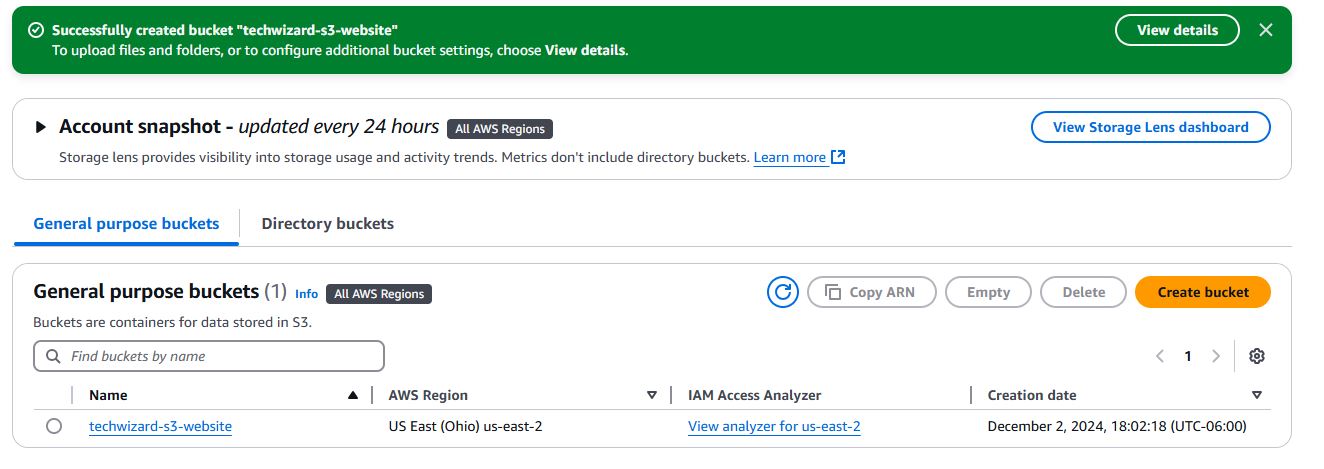 Successfully created bucket "techwizard-s3-website"
To upload files and folders, or to configure additional bucket settings, choose View details.
View details
Account snapshot - updated every 24 hours All AWS Regions
View Storage Lens dashboard
Storage lens provides visibility into storage usage and activity trends. Metrics don't include directory buckets. Learn more
General purpose buckets Directory buckets
General purpose buckets (1) Info All AWS Regions
Copy ARN Empty Delete Create bucket
Buckets are containers for data stored in S3.
Find buckets by name
1
Name AWS Region IAM Access Analyzer Creation date
techwizard-s3-website US East (Ohio) us-east-2 View analyzer for us-east-2 December 2, 2024, 18:02:18 (UTC-06:00)